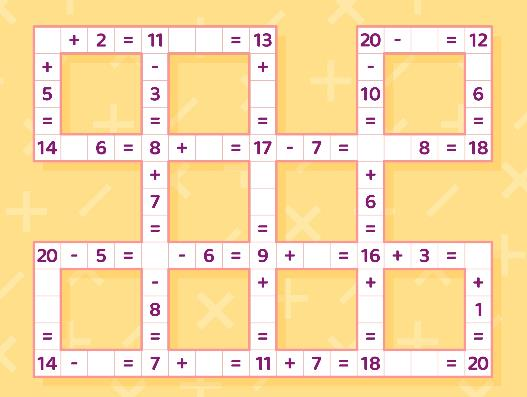 + 2 = 11 = 13 20 - = 12
+ - + -
5 3 10 6
= = = = =
14 6 = 8 + = 17 - 7 = 8 = 18
+ +
7 6
= = =
20 - 5 = - 6 = 9 + = 16 + 3 =
- + + +
8 1
= = = = =
14 - = 7 + = 11 + 7 = 18 = 20